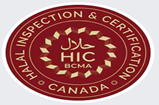 HALAL INSPECTION & CERTIFICATION
حلال
HIC
BCMA
• CANADA •